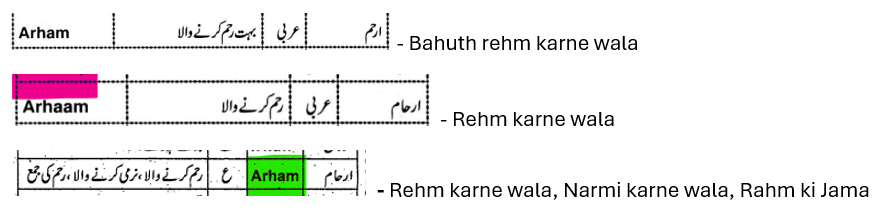 Arham بہت رحم کرنے والا عربی ارحم - Bahuth rehm karne wala
Arhaam رحم کرنے والا عربی ارحام - Rehm karne wala
رحم کرنے والا، نرمی کرنے والا، رحم کی جمع ع Arham ارحام - Rehm karne wala, Narmi karne wala, Rahm ki Jama